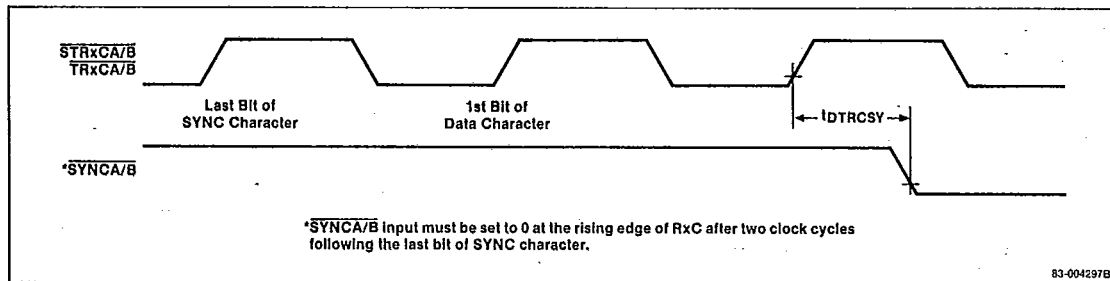 STRxCA/B
TRxCA/B
Last Bit of
SYNC Character
1st Bit of
Data Character
tDTRCSY
*SYNCA/B
*SYNCA/B Input must be set to 0 at the rising edge of RxC after two clock cycles
following the last bit of SYNC character.
83-004297B